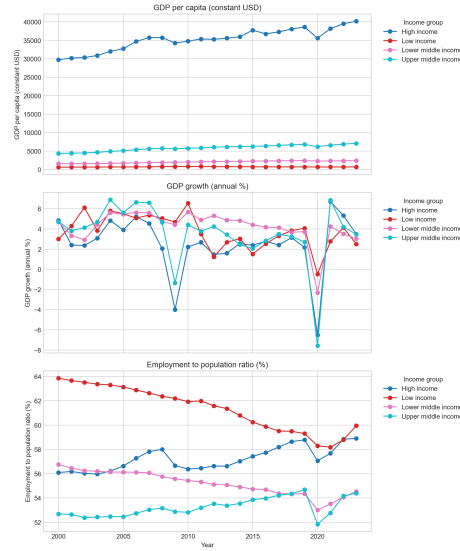 GDP per capita (constant USD)
GDP per capita (constant USD)
40000
35000
30000
25000
20000
15000
10000
5000
0
Income group
High income
Low income
Lower middle income
Upper middle income
GDP growth (annual %)
GDP growth (annual %)
6
4
2
0
−2
−4
−6
−8
Income group
High income
Low income
Lower middle income
Upper middle income
Employment to population ratio (%)
Employment to population ratio (%)
64
62
60
58
56
54
52
Income group
High income
Low income
Lower middle income
Upper middle income
2000
2005
2010
2015
2020
Year